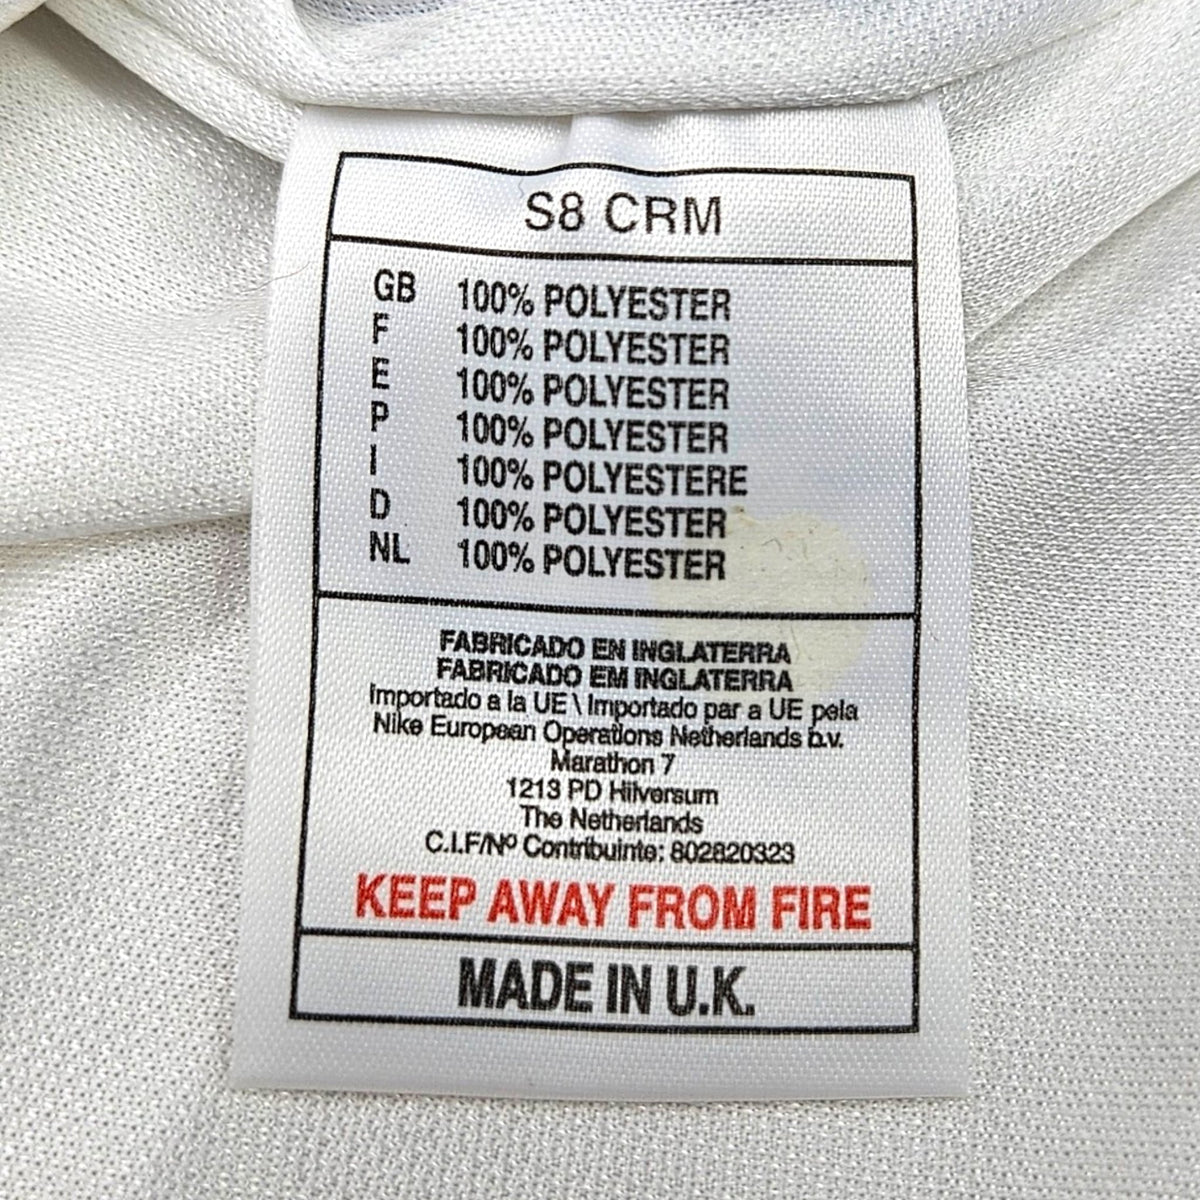 S8 CRM
GB 100% POLYESTER
F 100% POLYESTER
E 100% POLYESTER
P 100% POLYESTER
I 100% POLYESTERE
D 100% POLYESTER
NL 100% POLYESTER
FABRICADO EN INGLATERRA
FABRICADO EM INGLATERRA
Importado a la UE \ Importado par a UE pela
Nike European Operations Netherlands b.v.
Marathon 7
1213 PD Hilversum
The Netherlands
C.I.F/Nº Contribuinte: 802820323
KEEP AWAY FROM FIRE
MADE IN U.K.